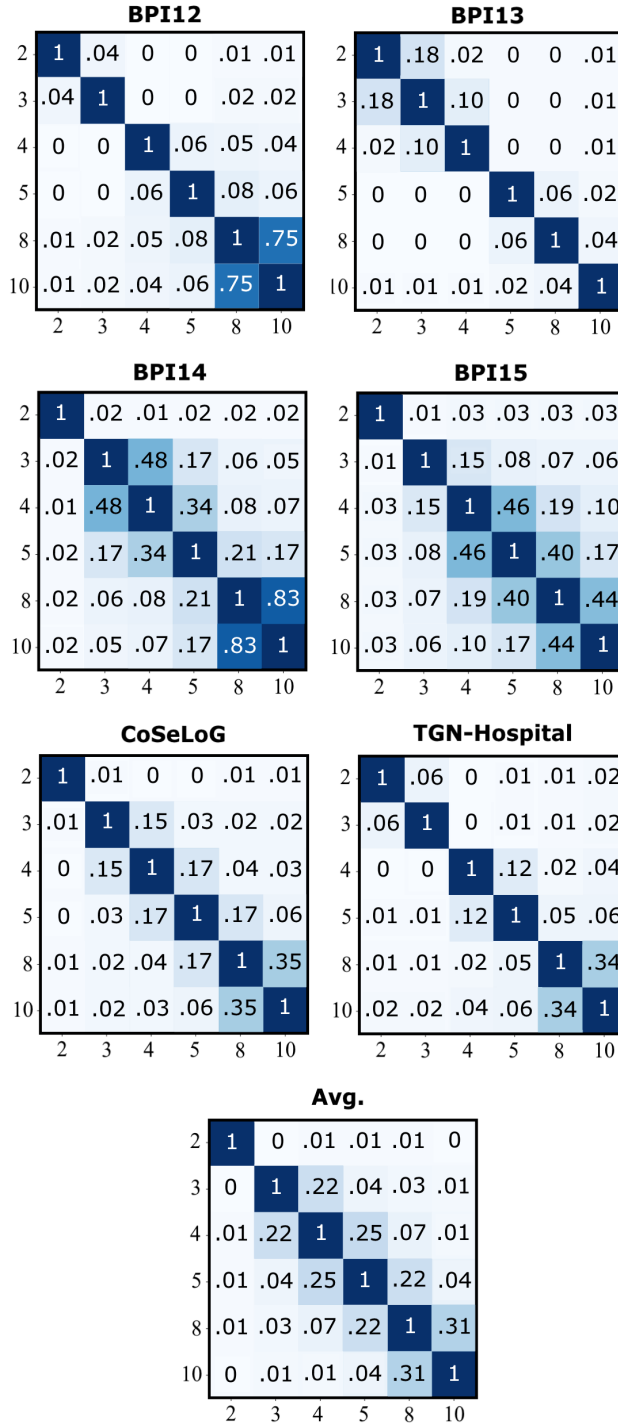 BPI12
2 1 .04 0 0 .01 .01
3 .04 1 0 0 .02 .02
4 0 0 1 .06 .05 .04
5 0 0 .06 1 .08 .06
8 .01 .02 .05 .08 1 .75
10 .01 .02 .04 .06 .75 1
2 3 4 5 8 10
BPI13
2 1 .18 .02 0 0 .01
3 .18 1 .10 0 0 .01
4 .02 .10 1 0 0 .01
5 0 0 0 1 .06 .02
8 0 0 0 .06 1 .04
10 .01 .01 .01 .02 .04 1
2 3 4 5 8 10
BPI14
2 1 .02 .01 .02 .02 .02
3 .02 1 .48 .17 .06 .05
4 .01 .48 1 .34 .08 .07
5 .02 .17 .34 1 .21 .17
8 .02 .06 .08 .21 1 .83
10 .02 .05 .07 .17 .83 1
2 3 4 5 8 10
BPI15
2 1 .01 .03 .03 .03 .03
3 .01 1 .15 .08 .07 .06
4 .03 .15 1 .46 .19 .10
5 .03 .08 .46 1 .40 .17
8 .03 .07 .19 .40 1 .44
10 .03 .06 .10 .17 .44 1
2 3 4 5 8 10
CoSeLoG
2 1 .01 0 0 .01 .01
3 .01 1 .15 .03 .02 .02
4 0 .15 1 .17 .04 .03
5 0 .03 .17 1 .17 .06
8 .01 .02 .04 .17 1 .35
10 .01 .02 .03 .06 .35 1
2 3 4 5 8 10
TGN-Hospital
2 1 .06 0 .01 .01 .02
3 .06 1 0 .01 .01 .02
4 0 0 1 .12 .02 .04
5 .01 .01 .12 1 .05 .06
8 .01 .01 .02 .05 1 .34
10 .02 .02 .04 .06 .34 1
2 3 4 5 8 10
Avg.
2 1 0 .01 .01 .01 0
3 0 1 .22 .04 .03 .01
4 .01 .22 1 .25 .07 .01
5 .01 .04 .25 1 .22 .04
8 .01 .03 .07 .22 1 .31
10 0 .01 .01 .04 .31 1
2 3 4 5 8 10